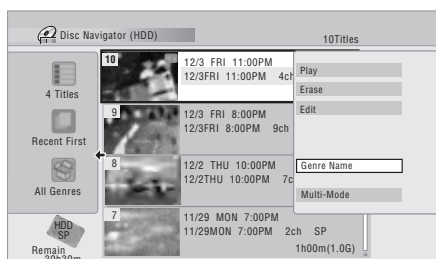 Disc Navigator (HDD)
10Titles
4 Titles
Recent First
All Genres
HDD
SP
Remain
30h30m
10
12/3 FRI 11:00PM
12/3FRI 11:00PM 4ch
9
12/3 FRI 8:00PM
12/3FRI 8:00PM 9ch
8
12/2 THU 10:00PM
12/2THU 10:00PM 7c
7
11/29 MON 7:00PM
11/29MON 7:00PM 2ch SP
1h00m(1.0G)
Play
Erase
Edit
Genre Name
Multi-Mode